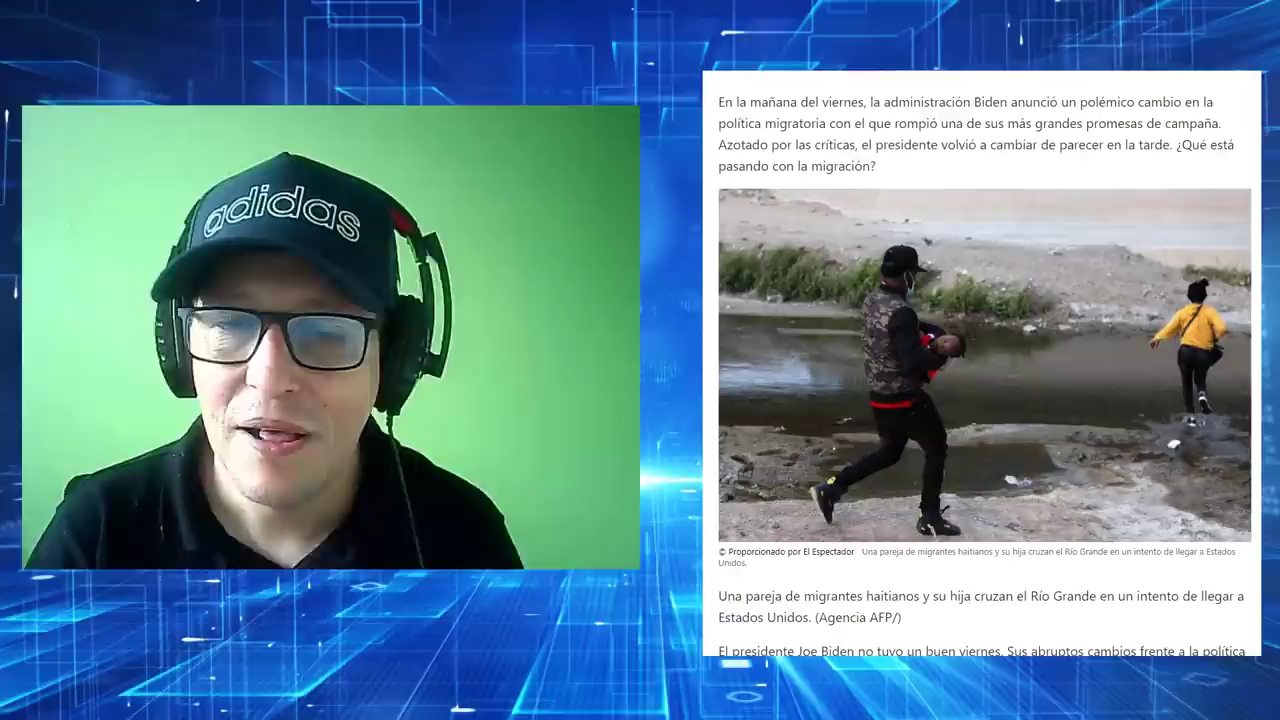 adidas
En la mañana del viernes, la administración Biden anunció un polémico cambio en la
política migratoria con el que rompió una de sus más grandes promesas de campaña.
Azotado por las críticas, el presidente volvió a cambiar de parecer en la tarde. ¿Qué está
pasando con la migración?
© Proporcionado por El Espectador Una pareja de migrantes haitianos y su hija cruzan el Río Grande en un intento de llegar a Estados
Unidos.
Una pareja de migrantes haitianos y su hija cruzan el Río Grande en un intento de llegar a
Estados Unidos. (Agencia AFP/)
El presidente Joe Biden no tuvo un buen viernes. Sus abruptos cambios frente a la política